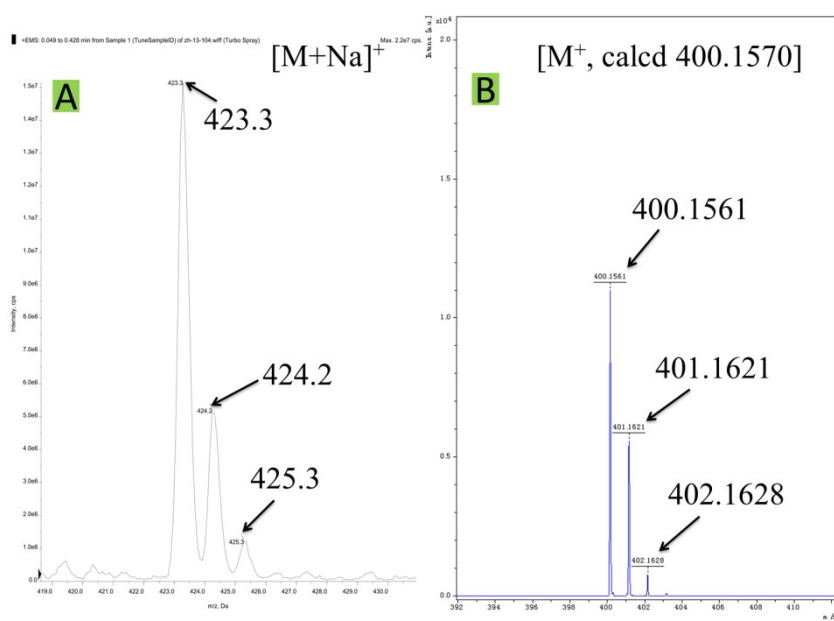 +EMS: 0.049 to 0.428 min from Sample 1 (TuneSampleID) of zh-13-104.wiff (Turbo Spray)
Max. 2.2e7 cps.
[M+Na]+
A
423.3
423.3
424.2
424.2
425.3
425.3
1.5e7
1.4e7
1.3e7
1.2e7
1.1e7
1.0e7
9.0e6
8.0e6
7.0e6
6.0e6
5.0e6
4.0e6
3.0e6
2.0e6
1.0e6
0.0
Intensity, cps
419.0 420.0 421.0 422.0 423.0 424.0 425.0 426.0 427.0 428.0 429.0 430.0
m/z, Da
x10⁴
Intens. [a.u.]
[M+, calcd 400.1570]
B
2.0
1.5
1.0
0.5
0.0
400.1561
400.1561
401.1621
401.1621
402.1628
402.1628
392 394 396 398 400 402 404 406 408 410